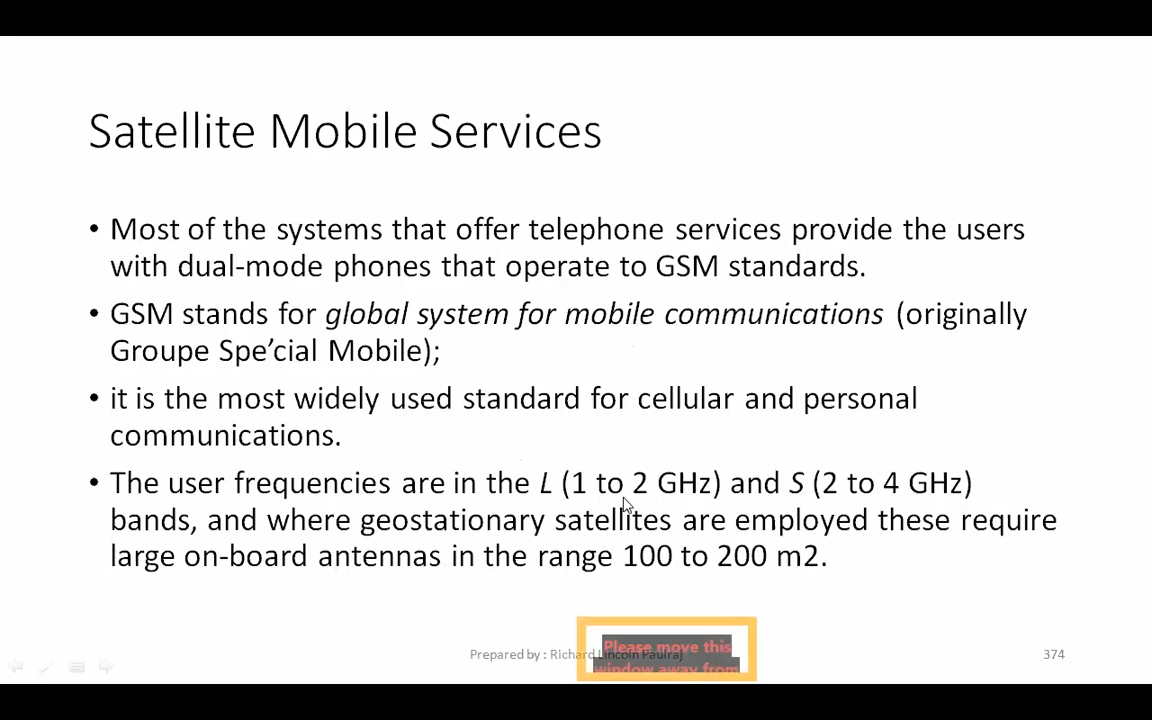 Satellite Mobile Services
• Most of the systems that offer telephone services provide the users
with dual-mode phones that operate to GSM standards.
• GSM stands for global system for mobile communications (originally
Groupe Spe’cial Mobile);
• it is the most widely used standard for cellular and personal
communications.
• The user frequencies are in the L (1 to 2 GHz) and S (2 to 4 GHz)
bands, and where geostationary satellites are employed these require
large on-board antennas in the range 100 to 200 m2.
Please move this
Prepared by : Richard Lincoln Paulraj
window away from
374